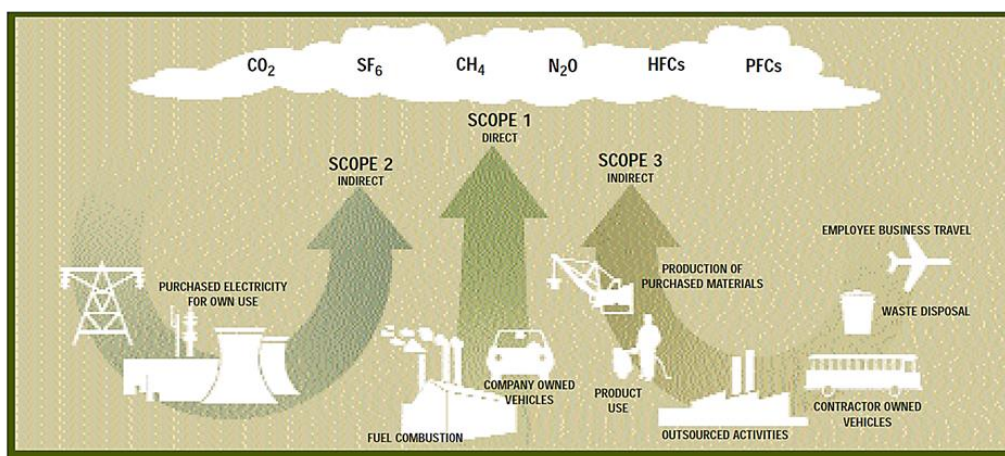 CO2
SF6
CH4
N2O
HFCs
PFCs
SCOPE 1
DIRECT
SCOPE 2
INDIRECT
SCOPE 3
INDIRECT
PURCHASED ELECTRICITY
FOR OWN USE
FUEL COMBUSTION
COMPANY OWNED
VEHICLES
PRODUCTION OF
PURCHASED MATERIALS
PRODUCT
USE
OUTSOURCED ACTIVITIES
EMPLOYEE BUSINESS TRAVEL
WASTE DISPOSAL
CONTRACTOR OWNED
VEHICLES